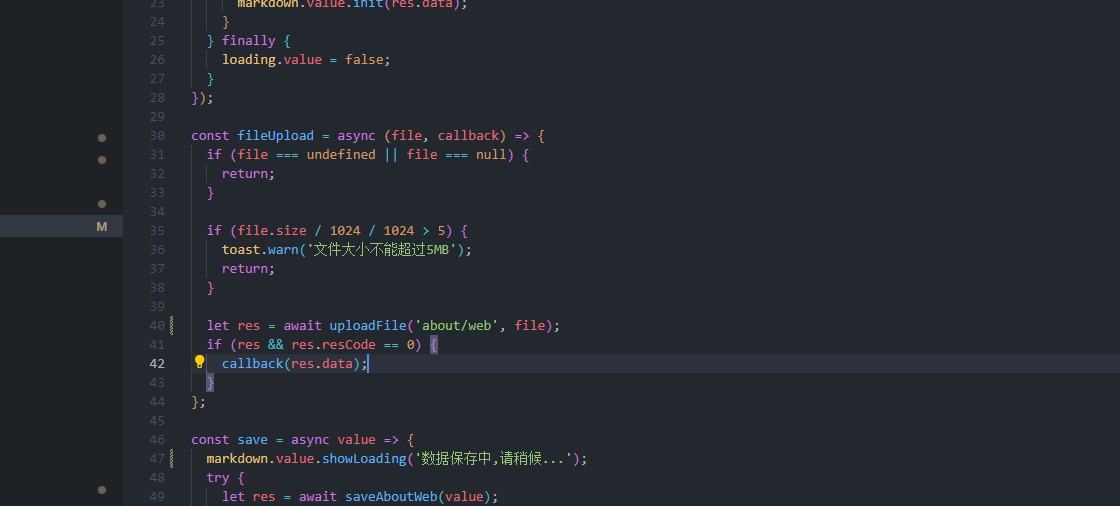 23 markdown.value.init(res.data);
24 }
25 } finally {
26 loading.value = false;
27 }
28 });
29
30 const fileUpload = async (file, callback) => {
31 if (file === undefined || file === null) {
32 return;
33 }
34
35 if (file.size / 1024 / 1024 > 5) {
36 toast.warn('文件大小不能超过5MB');
37 return;
38 }
39
M 40 let res = await uploadFile('about/web', file);
41 if (res && res.resCode == 0) {
42 callback(res.data);
43 }
44 };
45
46 const save = async value => {
47 markdown.value.showLoading('数据保存中,请稍候...');
48 try {
49 let res = await saveAboutWeb(value);